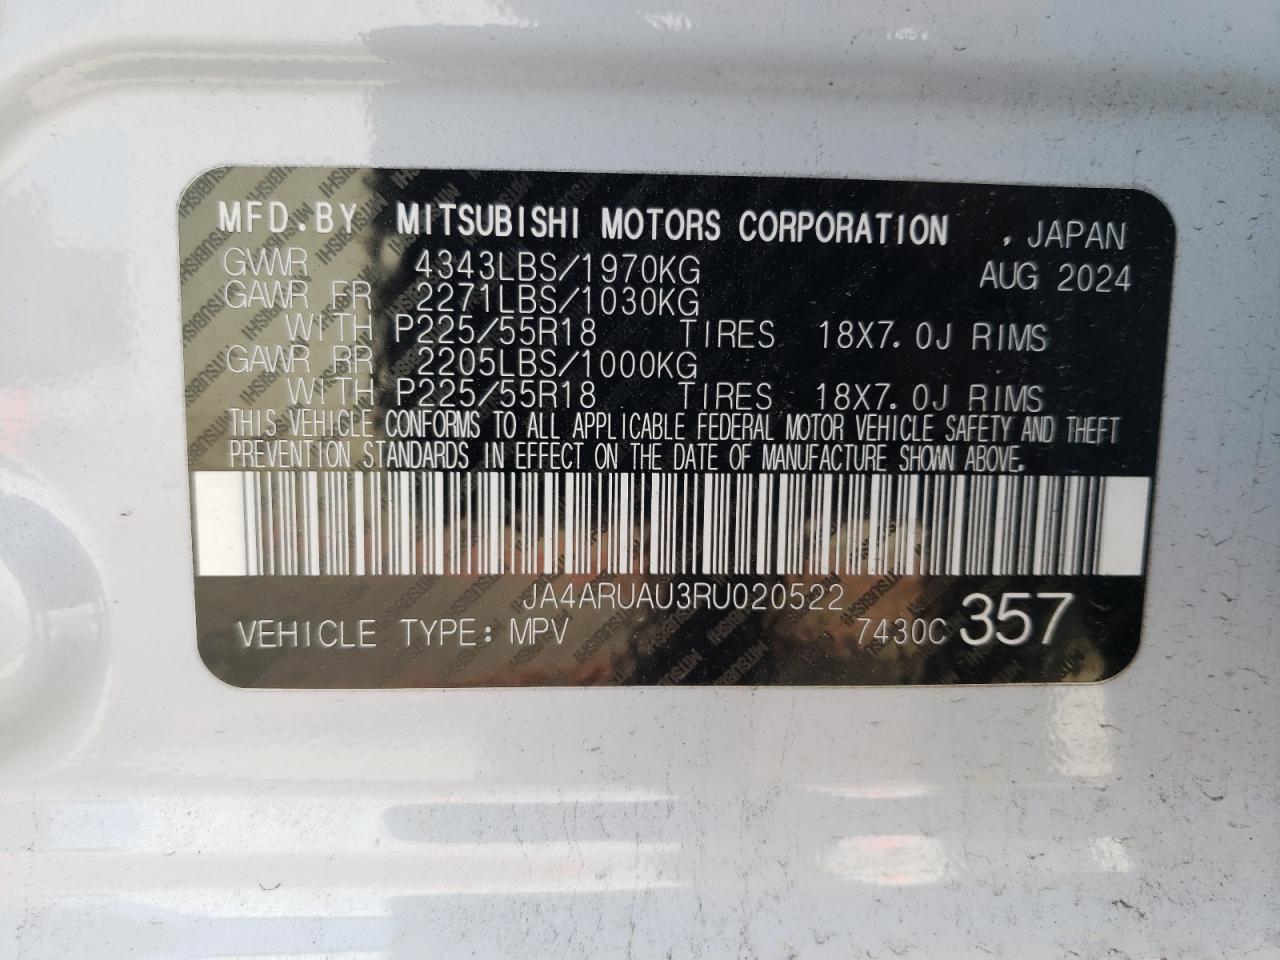 MFD.BY MITSUBISHI MOTORS CORPORATION , JAPAN
GVWR 4343LBS/1970KG AUG 2024
GAWR FR 2271LBS/1030KG
WITH P225/55R18 TIRES 18X7.0J RIMS
GAWR RR 2205LBS/1000KG
WITH P225/55R18 TIRES 18X7.0J RIMS
THIS VEHICLE CONFORMS TO ALL APPLICABLE FEDERAL MOTOR VEHICLE SAFETY AND THEFT
PREVENTION STANDARDS IN EFFECT ON THE DATE OF MANUFACTURE SHOWN ABOVE.
JA4ARUAU3RU020522
VEHICLE TYPE: MPV 7430C 357